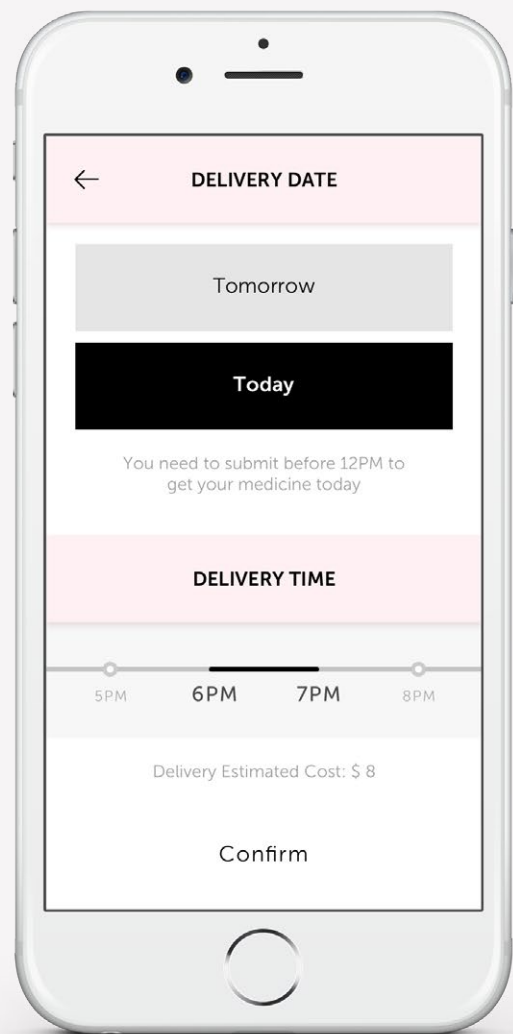 DELIVERY DATE
Tomorrow
Today
You need to submit before 12PM to
get your medicine today
DELIVERY TIME
5PM 6PM 7PM 8PM
Delivery Estimated Cost: $ 8
Confirm